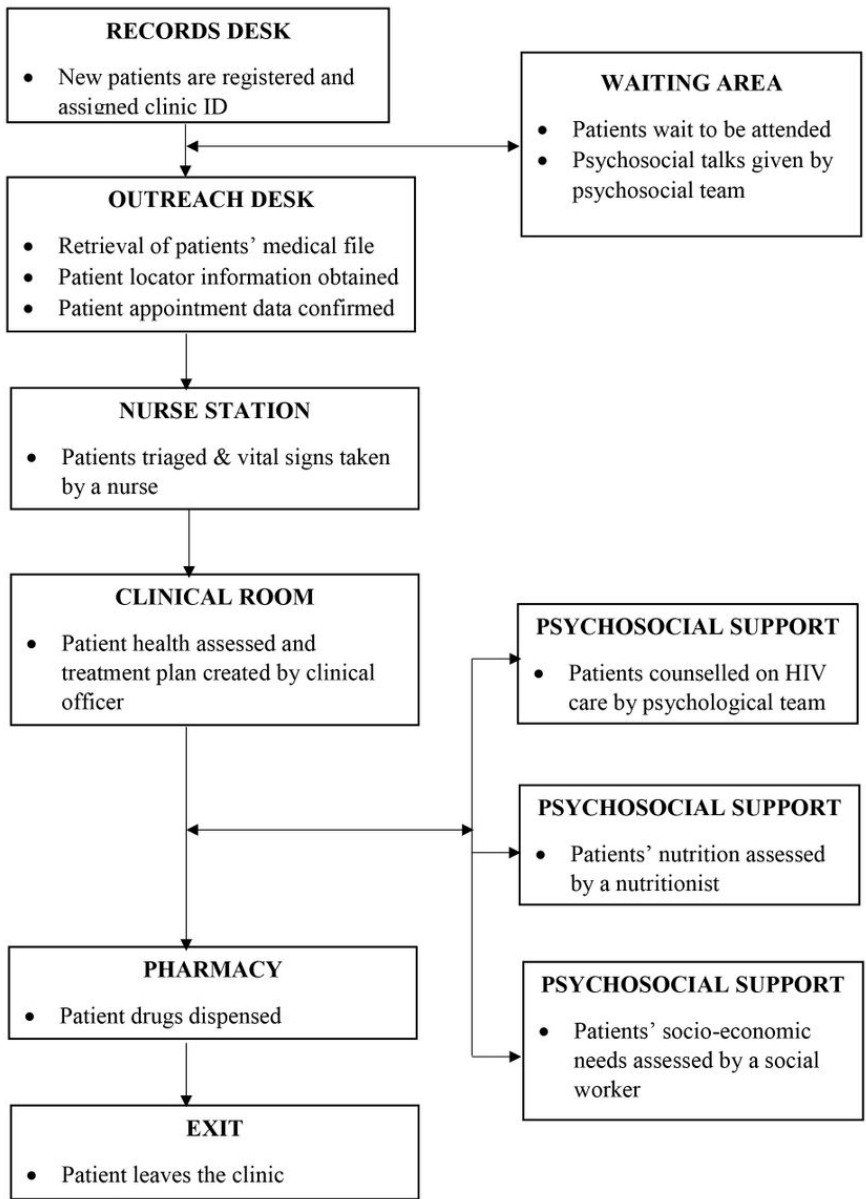 RECORDS DESK
• New patients are registered and
assigned clinic ID
WAITING AREA
• Patients wait to be attended
• Psychosocial talks given by
psychosocial team
OUTREACH DESK
• Retrieval of patients’ medical file
• Patient locator information obtained
• Patient appointment data confirmed
NURSE STATION
• Patients triaged & vital signs taken
by a nurse
CLINICAL ROOM
• Patient health assessed and
treatment plan created by clinical
officer
PSYCHOSOCIAL SUPPORT
• Patients counselled on HIV
care by psychological team
PSYCHOSOCIAL SUPPORT
• Patients’ nutrition assessed
by a nutritionist
PSYCHOSOCIAL SUPPORT
• Patients’ socio-economic
needs assessed by a social
worker
PHARMACY
• Patient drugs dispensed
EXIT
• Patient leaves the clinic